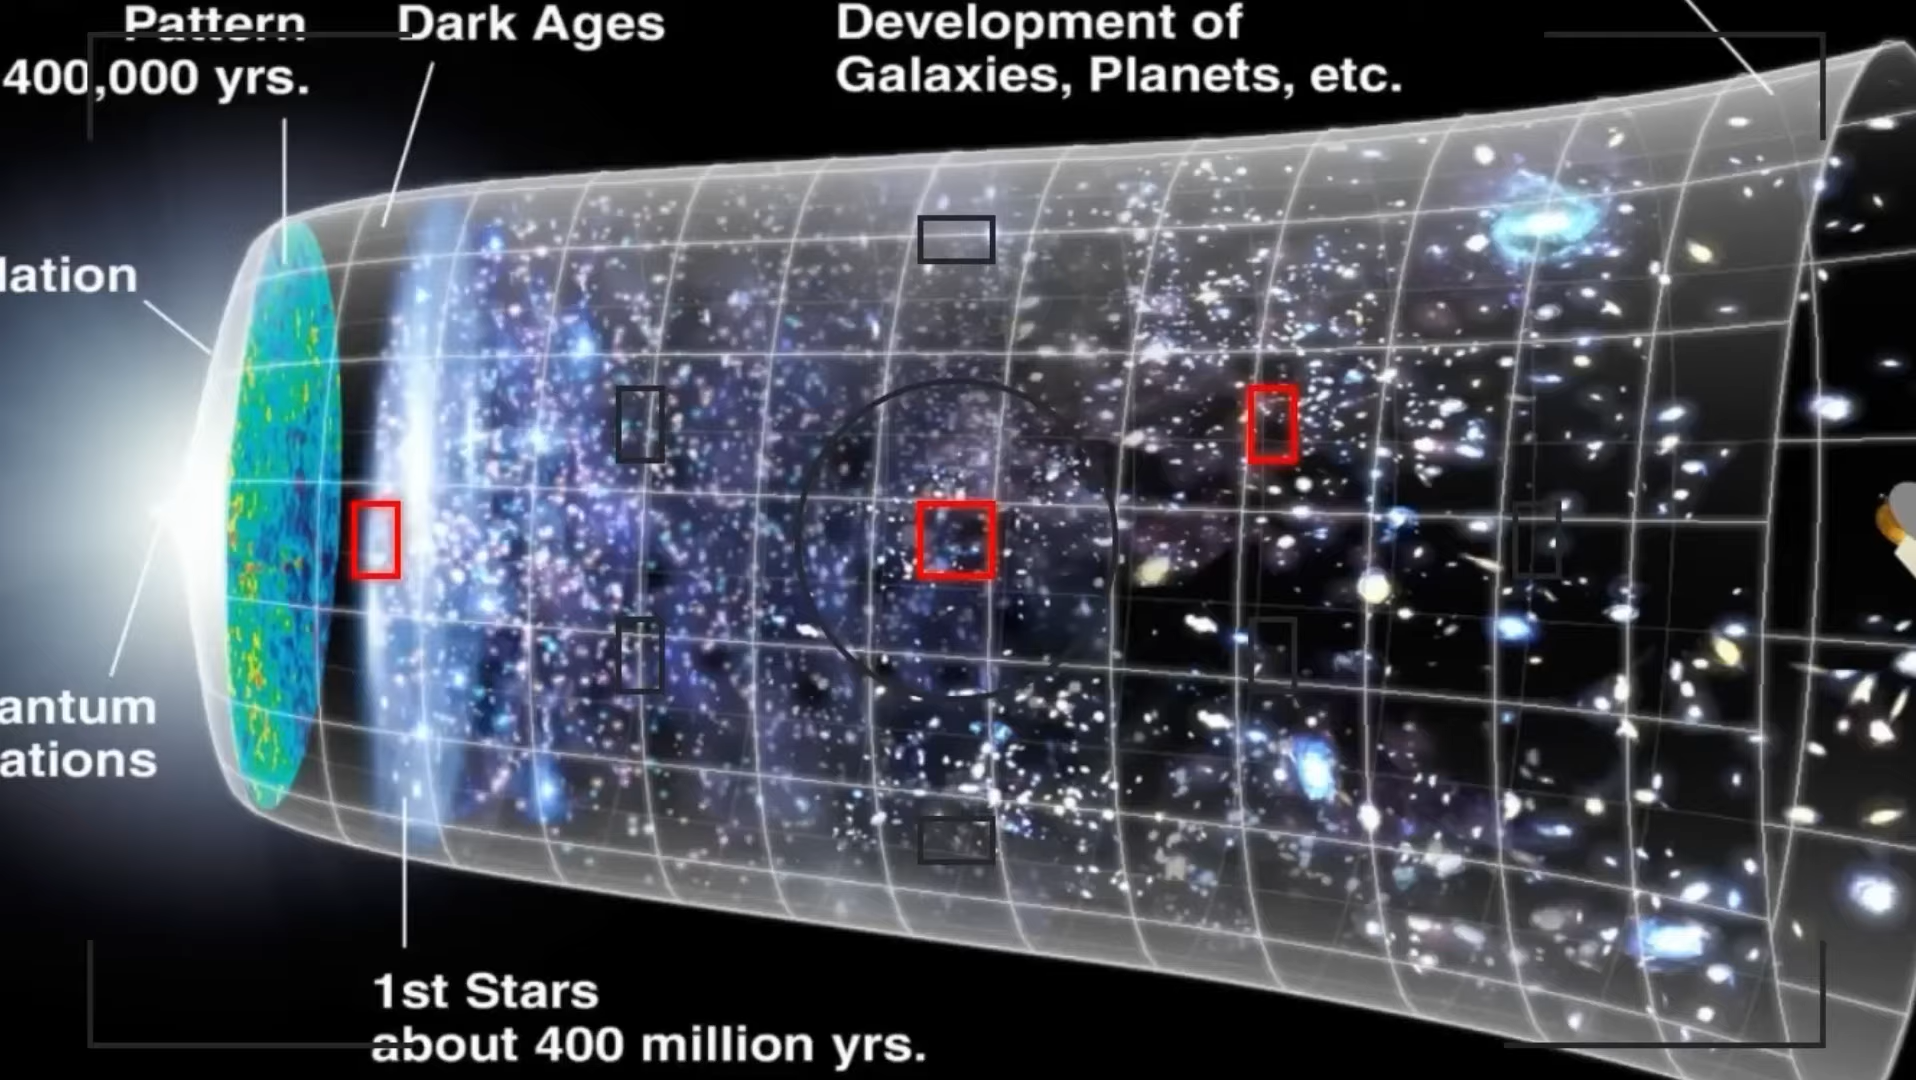 Pattern
400,000 yrs.
Dark Ages
Development of
Galaxies, Planets, etc.
lation
antum
ations
1st Stars
about 400 million yrs.